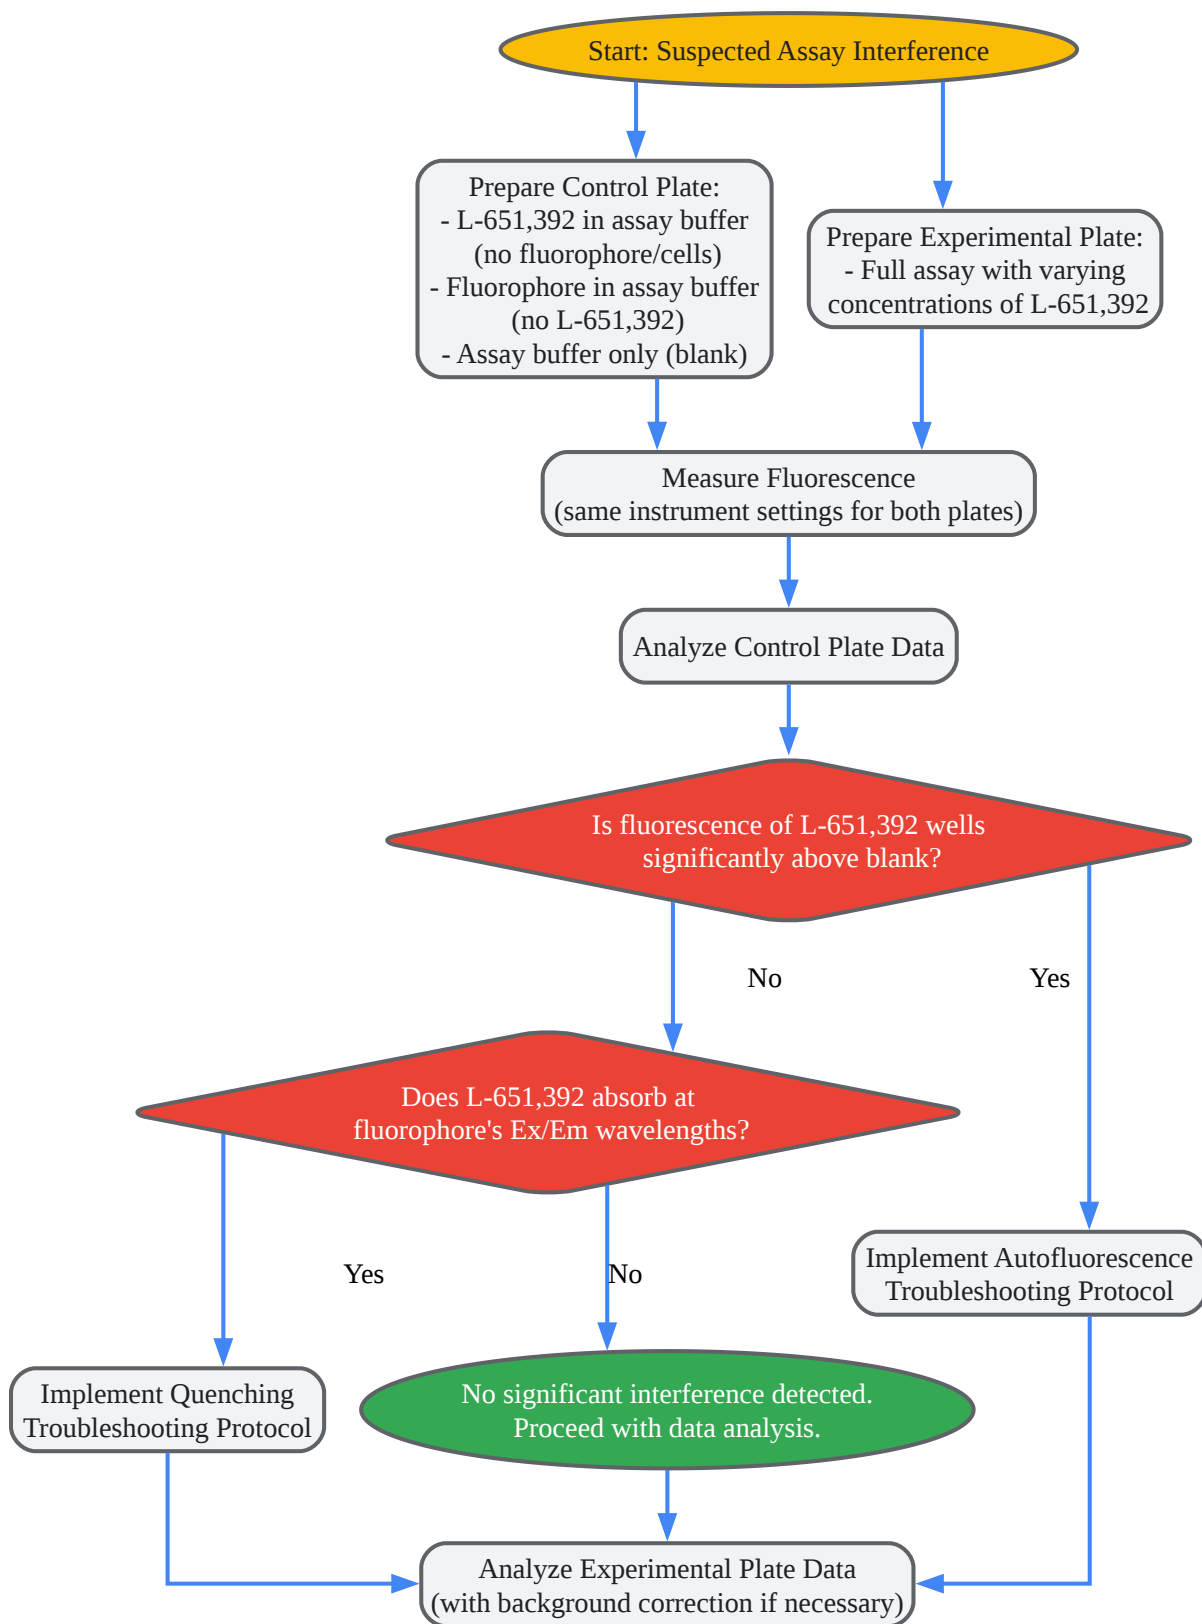 Start: Suspected Assay Interference
Prepare Control Plate:
- L-651,392 in assay buffer
(no fluorophore/cells)
- Fluorophore in assay buffer
(no L-651,392)
- Assay buffer only (blank)
Prepare Experimental Plate:
- Full assay with varying
concentrations of L-651,392
Measure Fluorescence
(same instrument settings for both plates)
Analyze Control Plate Data
Is fluorescence of L-651,392 wells
significantly above blank?
No
Yes
Does L-651,392 absorb at
fluorophore's Ex/Em wavelengths?
Yes
No
Implement Autofluorescence
Troubleshooting Protocol
Implement Quenching
Troubleshooting Protocol
No significant interference detected.
Proceed with data analysis.
Analyze Experimental Plate Data
(with background correction if necessary)